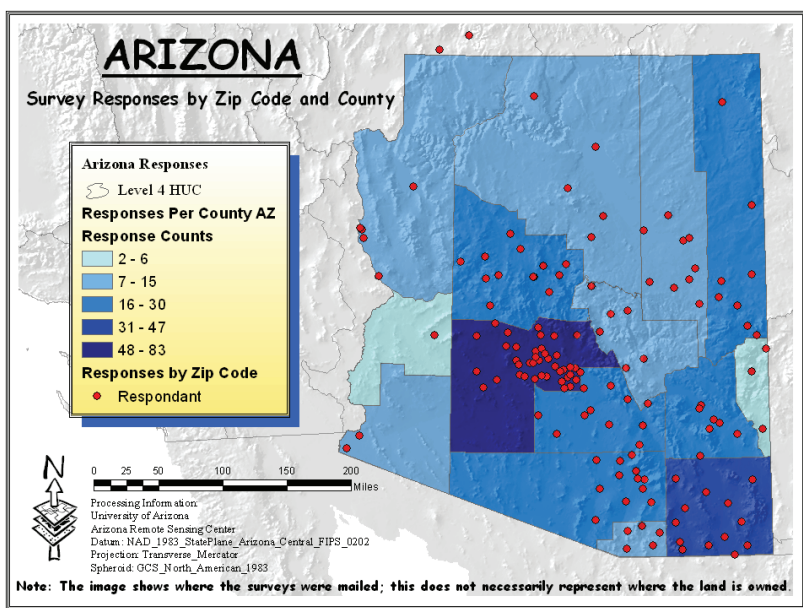 ARIZONA
Survey Responses by Zip Code and County
Arizona Responses
Level 4 HUC
Responses Per County AZ
Response Counts
2 - 6
7 - 15
16 - 30
31 - 47
48 - 83
Responses by Zip Code
Respondant
N
0 25 50 100 150 200
Miles
Processing Information
University of Arizona
Arizona Remote Sensing Center
Datum: NAD_1983_StatePlane_Arizona_Central_FIPS_0202
Projection: Transverse_Mercator
Spheroid: GCS_North_American_1983
Note: The image shows where the surveys were mailed; this does not necessarily represent where the land is owned.